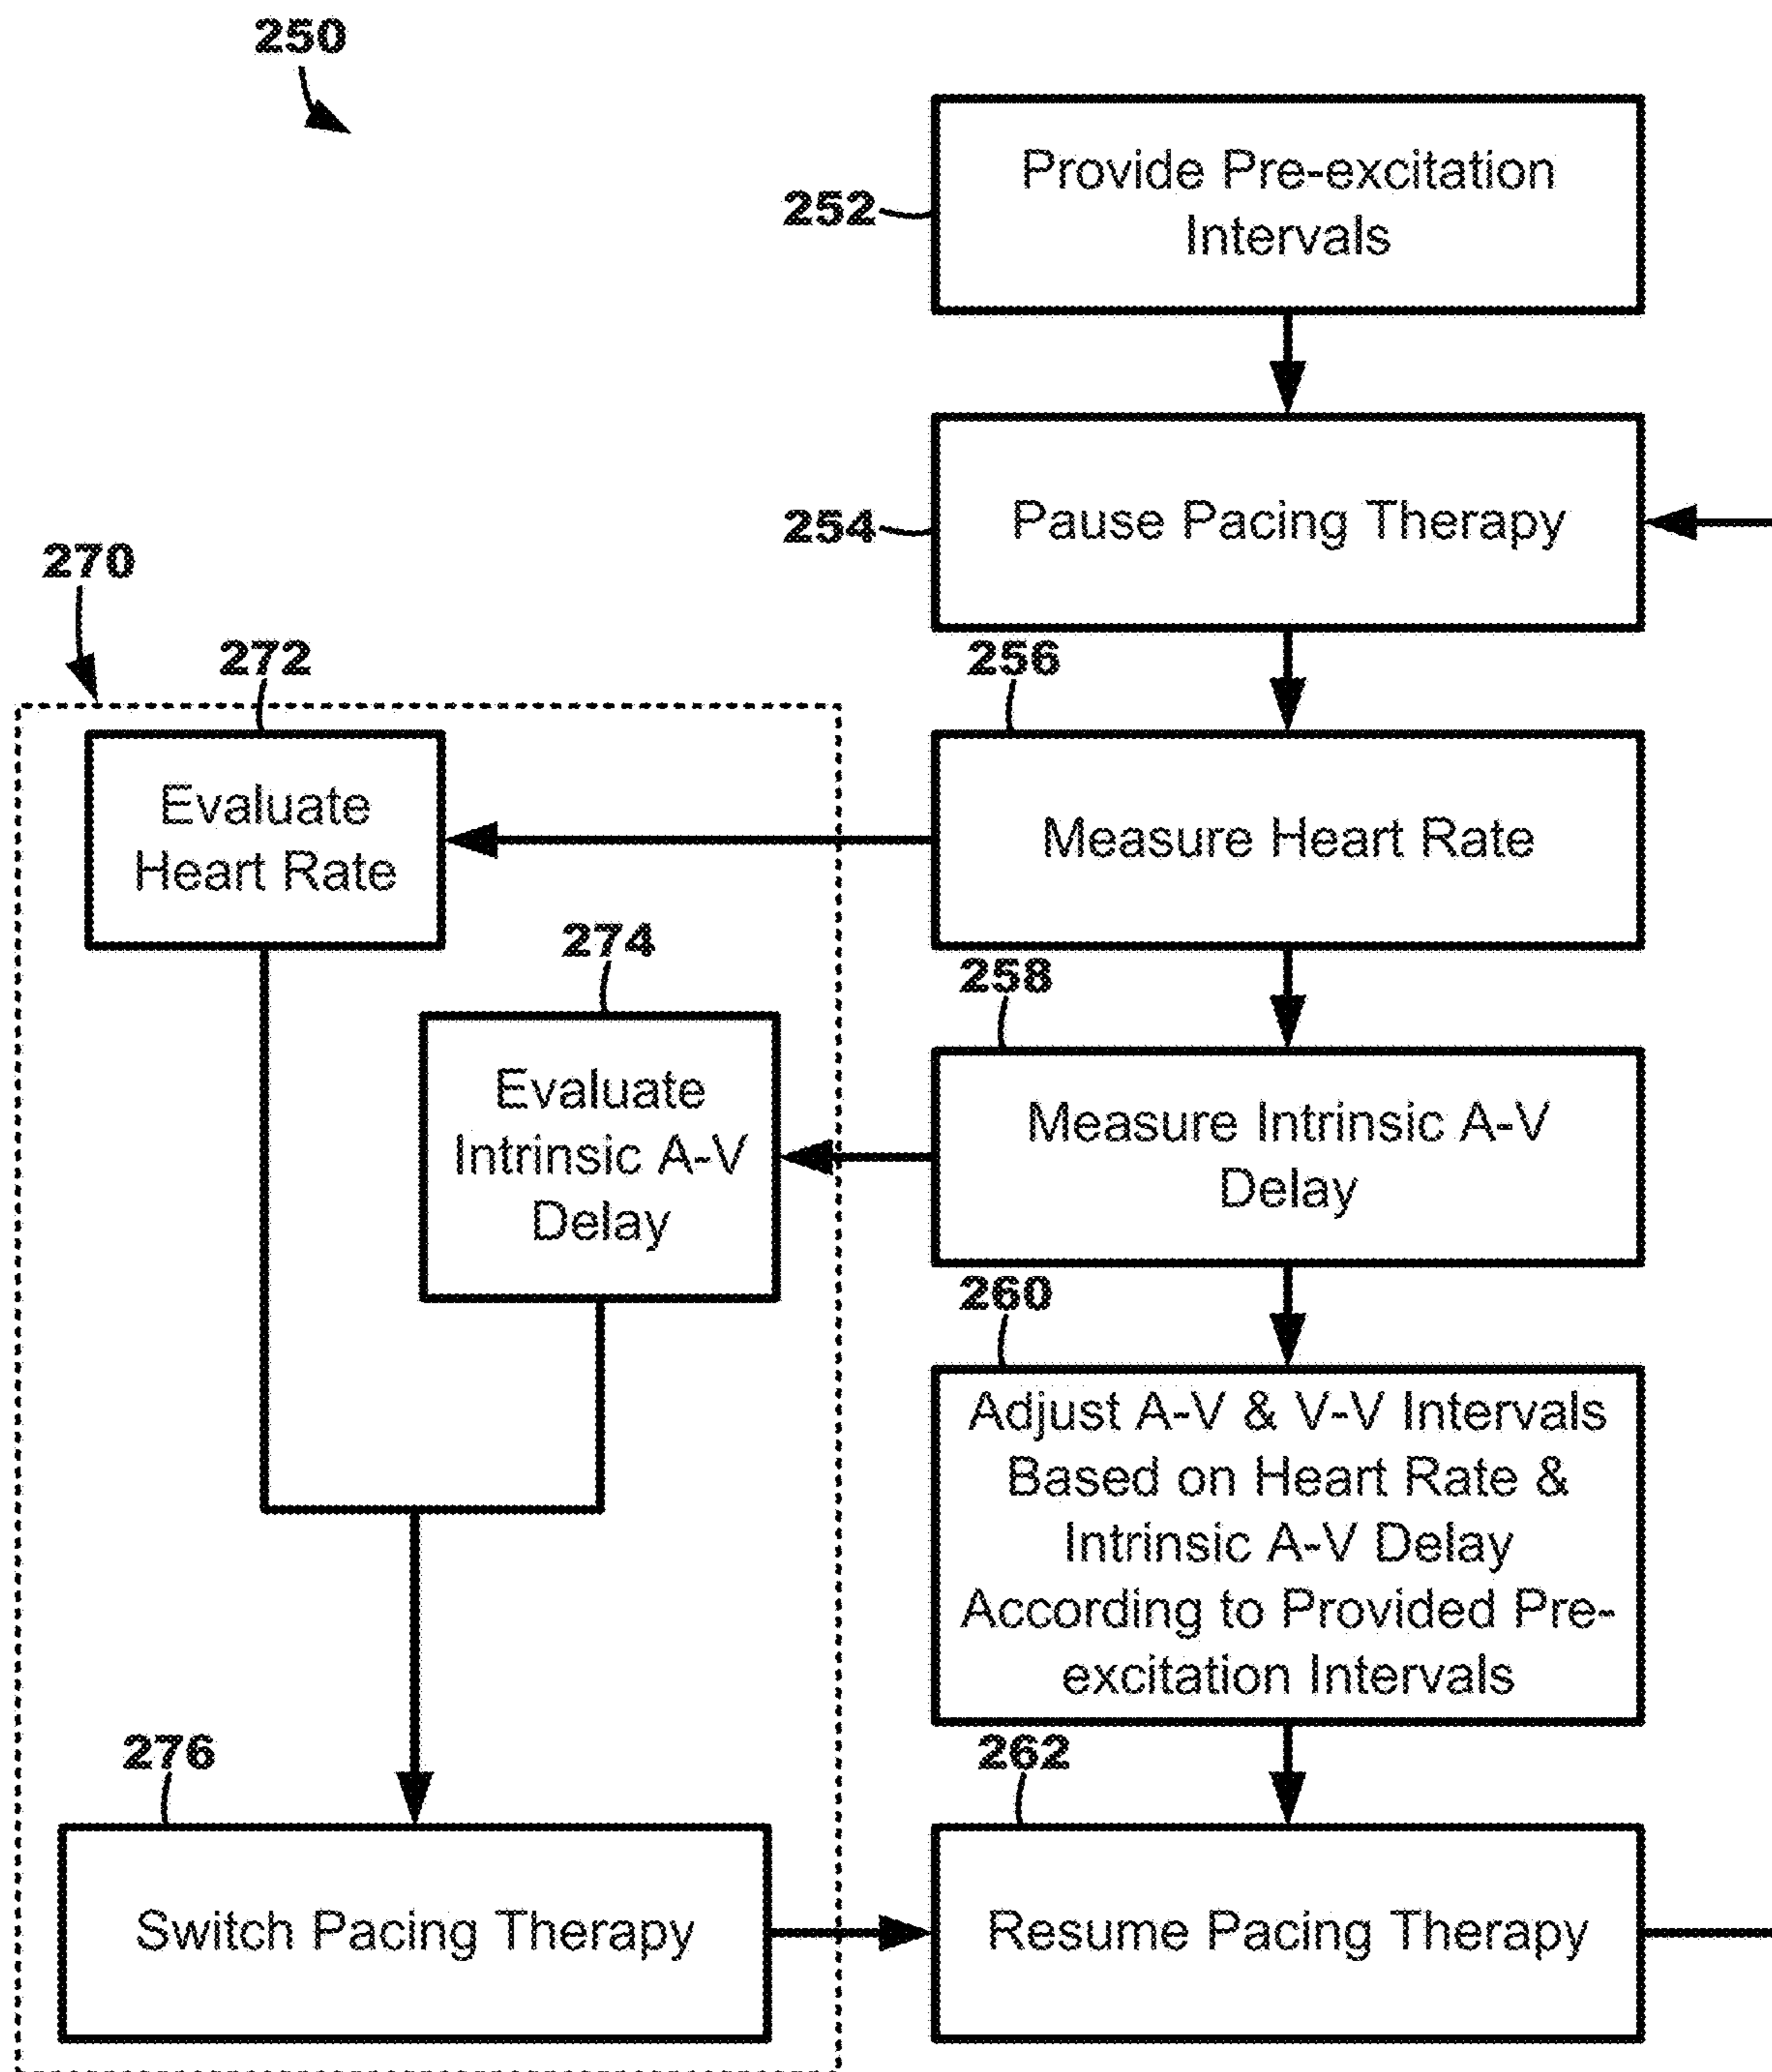 250
Provide Pre-excitation
Intervals
252
Pause Pacing Therapy
254
270
272
256
Evaluate
Heart Rate
Measure Heart Rate
274
258
Evaluate
Intrinsic A-V
Delay
Measure Intrinsic A-V
Delay
260
Adjust A-V & V-V Intervals
Based on Heart Rate &
Intrinsic A-V Delay
According to Provided Pre-
excitation Intervals
276
262
Switch Pacing Therapy
Resume Pacing Therapy